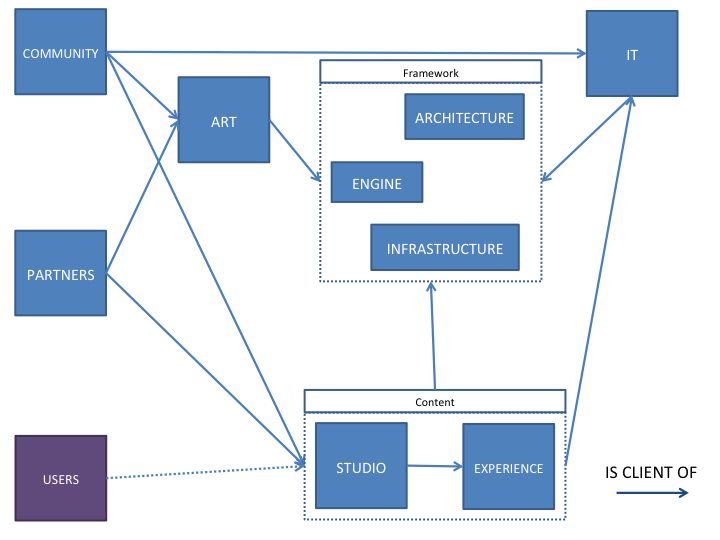 COMMUNITY
IT
Framework
ART
ARCHITECTURE
ENGINE
INFRASTRUCTURE
PARTNERS
Content
USERS
STUDIO
EXPERIENCE
IS CLIENT OF